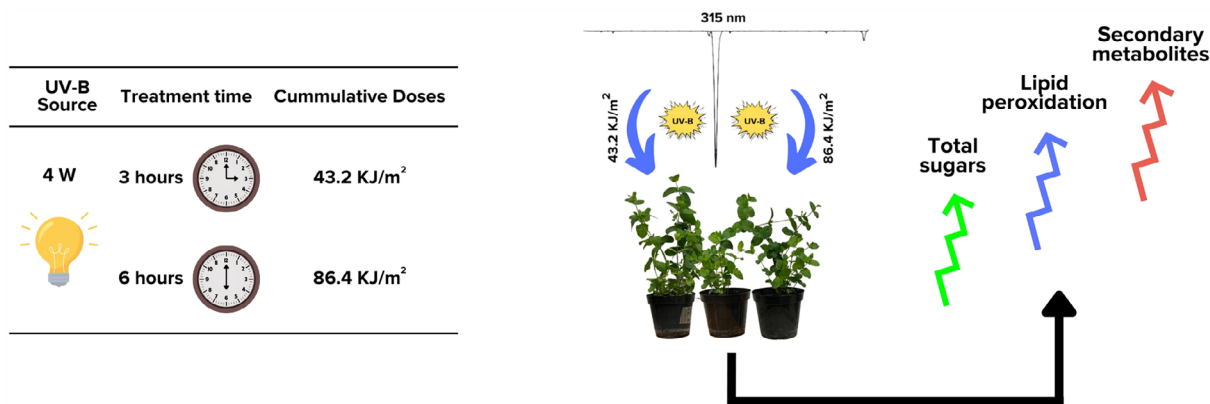 UV-B
Source
Treatment time
Cummulative Doses
4 W
3 hours
43.2 KJ/m²
6 hours
86.4 KJ/m²
315 nm
43.2 KJ/m²
UV-B
UV-B
86.4 KJ/m²
Total
sugars
Lipid
peroxidation
Secondary
metabolites